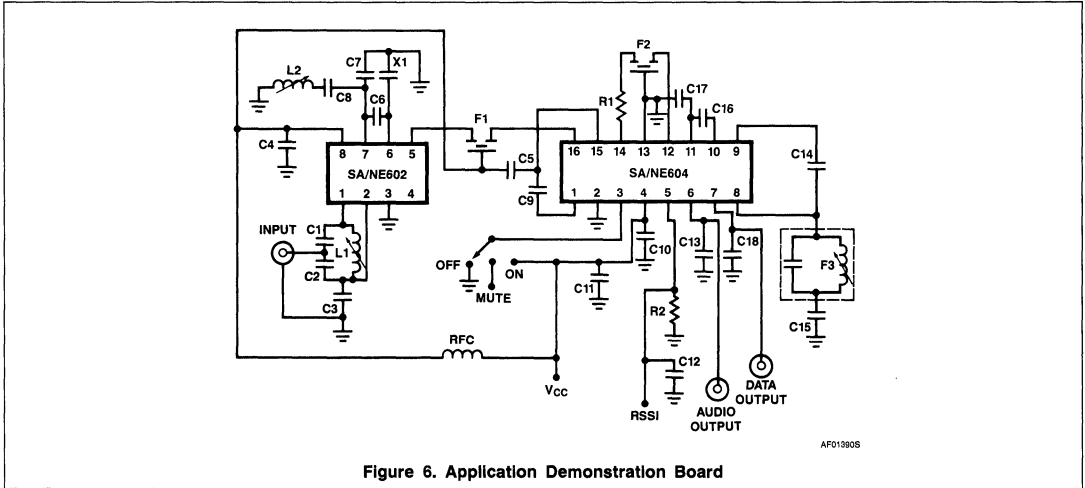 F2
C7
X1
L2
C17
C8
R1
C16
C6
F1
C4
8 7 6 5
SA/NE602
1 2 3 4
C5
C9
16 15 14 13 12 11 10 9
SA/NE604
1 2 3 4 5 6 7 8
C14
INPUT
C1
L1
C2
C3
OFF
MUTE
ON
C10
C13
C18
C11
F3
R2
C15
RFC
VCC
C12
RSSI
AUDIO
OUTPUT
DATA
OUTPUT
AF01390S
Figure 6. Application Demonstration Board